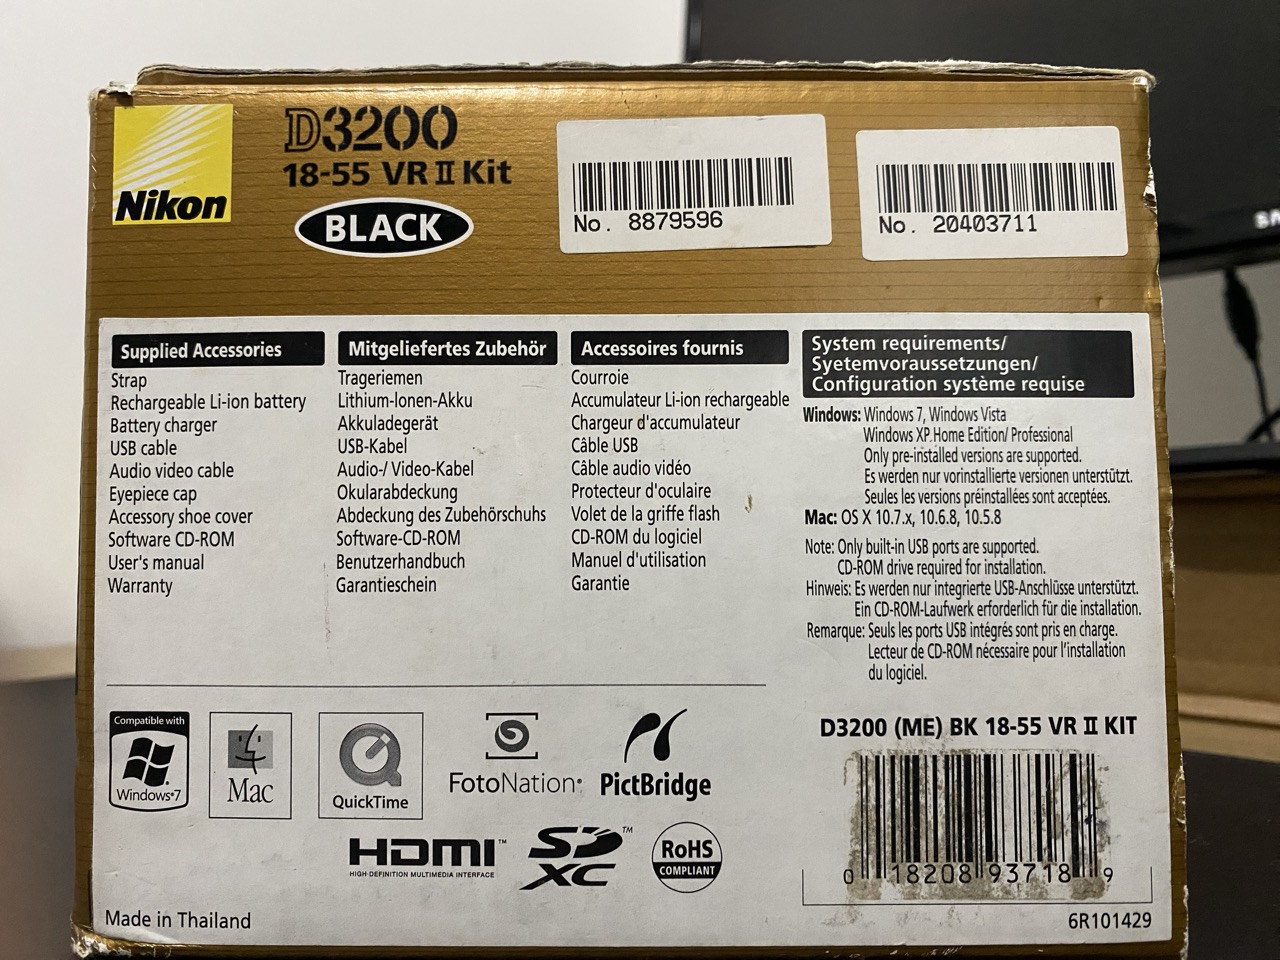 Nikon
D3200
18-55 VR II Kit
BLACK
No. 8879596
No. 20403711
Supplied Accessories
Strap
Rechargeable Li-ion battery
Battery charger
USB cable
Audio video cable
Eyepiece cap
Accessory shoe cover
Software CD-ROM
User's manual
Warranty
Mitgeliefertes Zubehör
Trageriemen
Lithium-Ionen-Akku
Akkuladegerät
USB-Kabel
Audio-/ Video-Kabel
Okularabdeckung
Abdeckung des Zubehörschuhs
Software-CD-ROM
Benutzerhandbuch
Garantieschein
Accessoires fournis
Courroie
Accumulateur Li-ion rechargeable
Chargeur d'accumulateur
Câble USB
Câble audio vidéo
Protecteur d'oculaire
Volet de la griffe flash
CD-ROM du logiciel
Manuel d'utilisation
Garantie
System requirements/
Syetemvoraussetzungen/
Configuration système requise
Windows: Windows 7, Windows Vista
Windows XP Home Edition/ Professional
Only pre-installed versions are supported.
Es werden nur vorinstallierte versionen unterstützt.
Seules les versions préinstallées sont acceptées.
Mac: OS X 10.7.x, 10.6.8, 10.5.8
Note: Only built-in USB ports are supported.
CD-ROM drive required for installation.
Hinweis: Es werden nur integrierte USB-Anschlüsse unterstützt.
Ein CD-ROM-Laufwerk erforderlich für die installation.
Remarque: Seuls les ports USB intégrés sont pris en charge.
Lecteur de CD-ROM nécessaire pour l'installation
du logiciel.
Compatible with
Windows 7
Mac
QuickTime
FotoNation
PictBridge
HDMI™
HIGH-DEFINITION MULTIMEDIA INTERFACE
SD™
XC
RoHS
COMPLIANT
D3200 (ME) BK 18-55 VR II KIT
0 18208 93718 9
Made in Thailand
6R101429